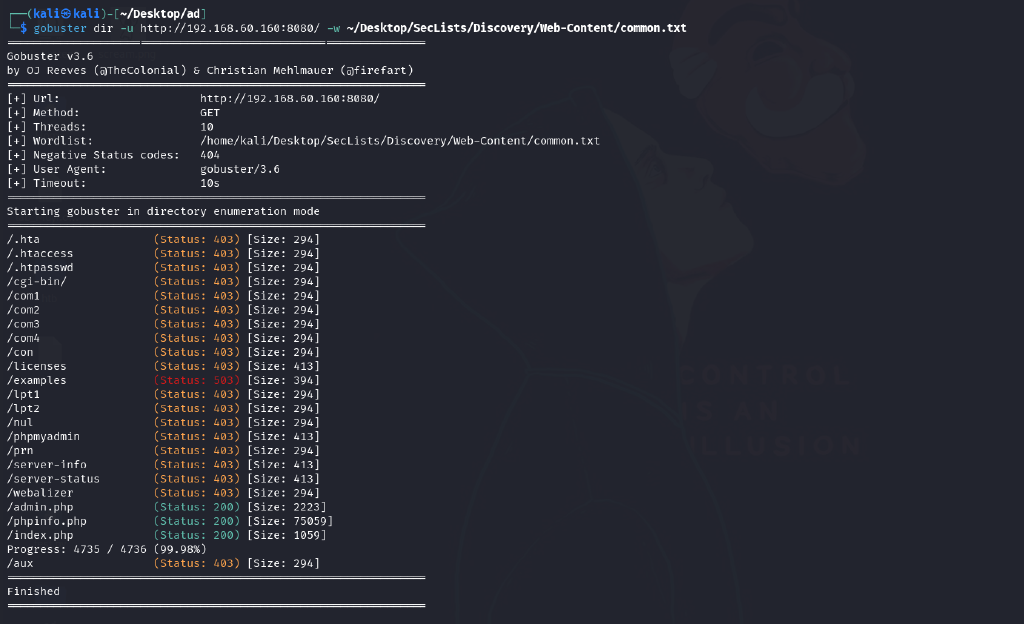 ┌──(kali㉿kali)-[~/Desktop/ad]
└─$ gobuster dir -u http://192.168.60.160:8080/ -w ~/Desktop/SecLists/Discovery/Web-Content/common.txt
===============================================================
Gobuster v3.6
by OJ Reeves (@TheColonial) & Christian Mehlmauer (@firefart)
===============================================================
[+] Url:                     http://192.168.60.160:8080/
[+] Method:                  GET
[+] Threads:                 10
[+] Wordlist:                /home/kali/Desktop/SecLists/Discovery/Web-Content/common.txt
[+] Negative Status codes:   404
[+] User Agent:              gobuster/3.6
[+] Timeout:                 10s
===============================================================
Starting gobuster in directory enumeration mode
===============================================================
/.hta                 (Status: 403) [Size: 294]
/.htaccess            (Status: 403) [Size: 294]
/.htpasswd            (Status: 403) [Size: 294]
/cgi-bin/             (Status: 403) [Size: 294]
/com1                 (Status: 403) [Size: 294]
/com2                 (Status: 403) [Size: 294]
/com3                 (Status: 403) [Size: 294]
/com4                 (Status: 403) [Size: 294]
/con                  (Status: 403) [Size: 294]
/licenses             (Status: 403) [Size: 413]
/examples             (Status: 503) [Size: 394]
/lpt1                 (Status: 403) [Size: 294]
/lpt2                 (Status: 403) [Size: 294]
/nul                  (Status: 403) [Size: 294]
/phpmyadmin           (Status: 403) [Size: 413]
/prn                  (Status: 403) [Size: 294]
/server-info          (Status: 403) [Size: 413]
/server-status        (Status: 403) [Size: 413]
/webalizer            (Status: 403) [Size: 294]
/admin.php            (Status: 200) [Size: 2223]
/phpinfo.php          (Status: 200) [Size: 75059]
/index.php            (Status: 200) [Size: 1059]
Progress: 4735 / 4736 (99.98%)
/aux                  (Status: 403) [Size: 294]
===============================================================
Finished
===============================================================
CONTROL
IS AN
ILLUSION